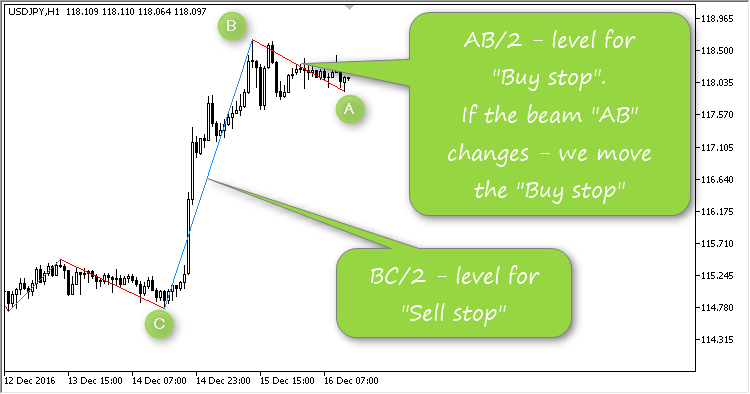 USDJPY,H1 118.109 118.110 118.064 118.097
B
AB/2 - level for
"Buy stop".
If the beam "AB"
changes - we move
the "Buy stop"
A
BC/2 - level for
"Sell stop"
C
118.965
118.500
118.035
117.570
117.105
116.640
116.175
115.710
115.245
114.780
114.315
12 Dec 2016 13 Dec 15:00 14 Dec 07:00 14 Dec 23:00 15 Dec 15:00 16 Dec 07:00